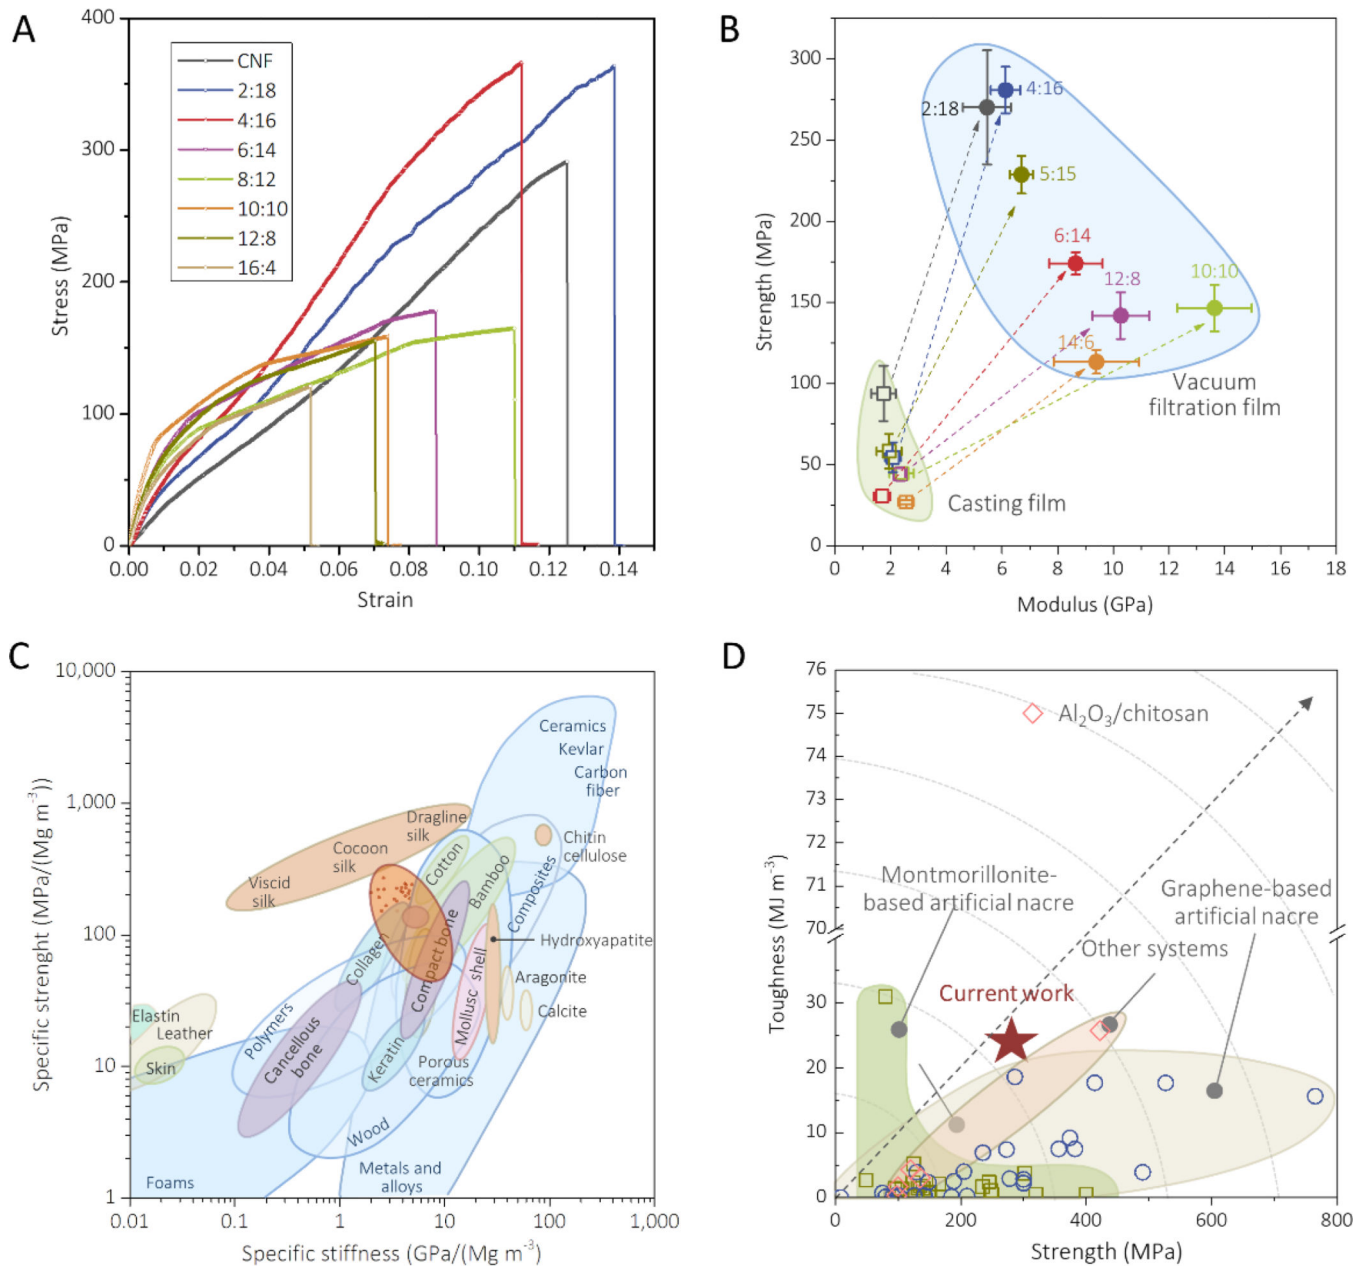 A
400
300
200
100
0
Stress (MPa)
CNF
2:18
4:16
6:14
8:12
10:10
12:8
16:4
0.00
0.02
0.04
0.06
0.08
0.10
0.12
0.14
Strain
B
300
250
200
150
100
50
0
Strength (MPa)
2:18
4:16
5:15
6:14
12:8
10:10
14:6
Vacuum
filtration film
Casting film
0
2
4
6
8
10
12
14
16
18
Modulus (GPa)
C
10,000
1,000
100
10
1
Specific strenght (MPa/(Mg m⁻³))
Ceramics
Kevlar
Carbon
fiber
Dragline
silk
Cocoon
silk
Viscid
silk
Chitin
cellulose
Cotton
Bamboo
Composites
Collagen
Compact bone
Hydroxyapatite
Mollusc shell
Aragonite
Calcite
Elastin
Leather
Skin
Polymers
Cancellous
bone
Keratin
Porous
ceramics
Wood
Foams
Metals and
alloys
0.01
0.1
1
10
100
1,000
Specific stiffness (GPa/(Mg m⁻³)
D
76
75
74
73
72
71
70
30
20
10
0
Toughness (MJ m⁻³)
Al₂O₃/chitosan
Montmorillonite-
based artificial nacre
Graphene-based
artificial nacre
Other systems
Current work
0
200
400
600
800
Strength (MPa)